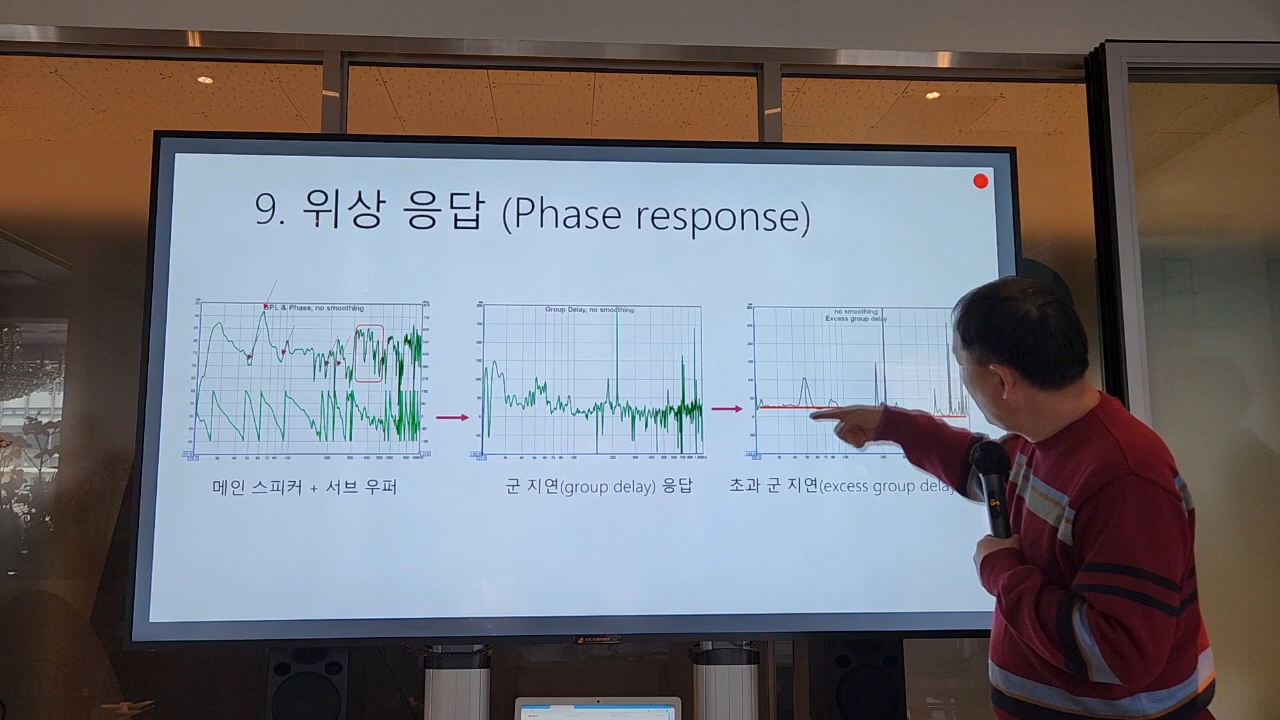 9. 위상 응답 (Phase response)
SPL & Phase, no smoothing
Group Delay, no smoothing
no smoothing
Excess group delay
메인 스피커 + 서브 우퍼
군 지연(group delay) 응답
초과 군 지연(excess group delay